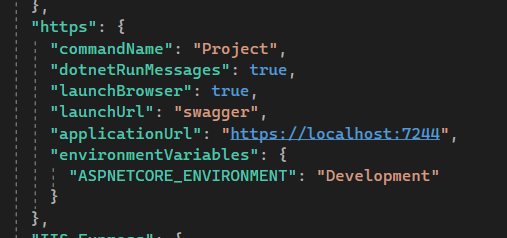 },
"https": {
"commandName": "Project",
"dotnetRunMessages": true,
"launchBrowser": true,
"launchUrl": "swagger",
"applicationUrl": "https://localhost:7244",
"environmentVariables": {
"ASPNETCORE_ENVIRONMENT": "Development"
}
},
"IIS Express": {